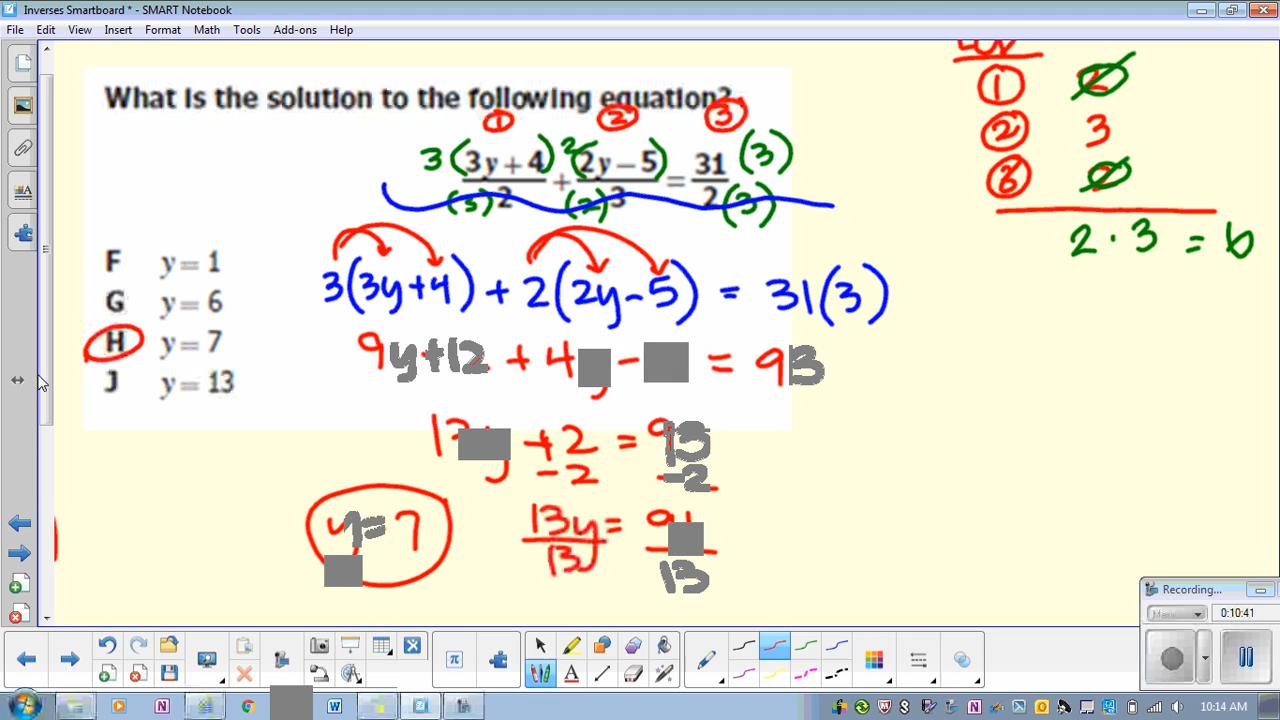 Inverses Smartboard * - SMART Notebook
File Edit View Insert Format Math Tools Add-ons Help
What is the solution to the following equation?
① ② ③
3(3y+4) 2(2y-5) 31 (3)
+ =
(3)2 (2)3 2(3)
F y=1
G y=6
H y=7
J y=13
3(3y+4) + 2(2y-5) = 31(3)
9y+12 + 4 - = 93
+2 = 
-2 -2
13y =
13 13
y= 7
①
② 3
③
2·3 = 6
Recording...
Menu
0:10:41
10:14 AM